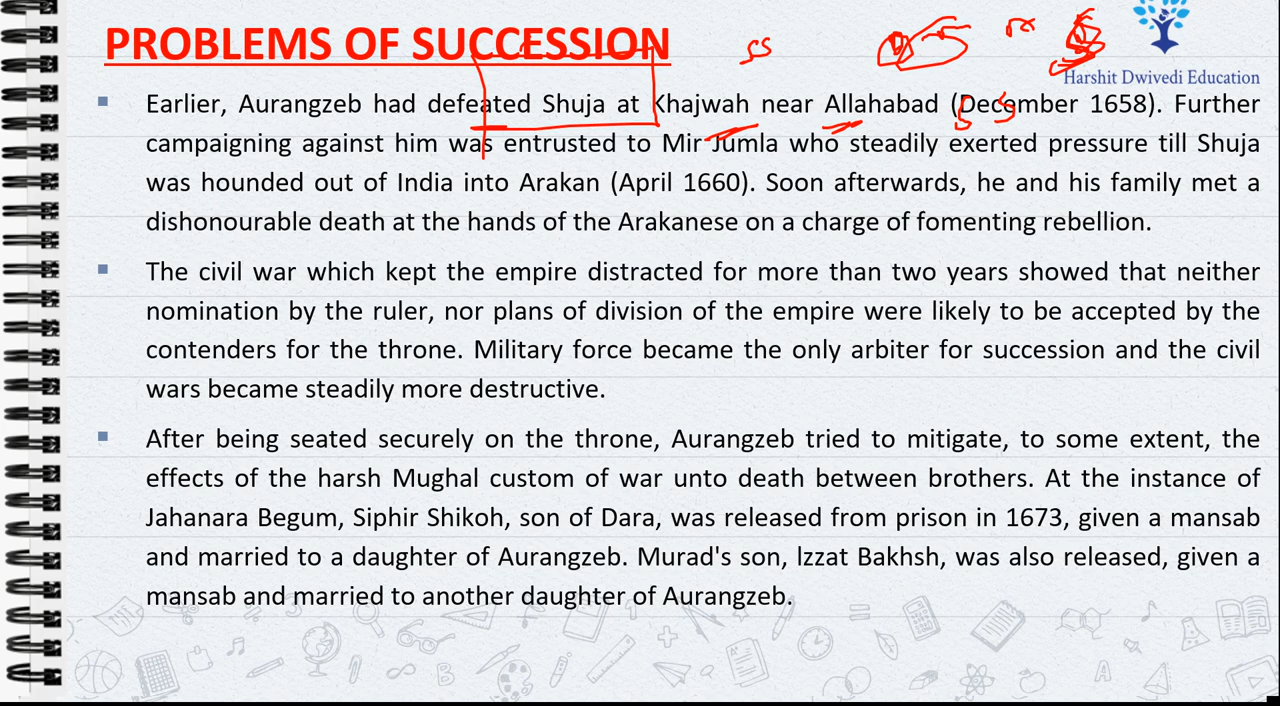 PROBLEMS OF SUCCESSION
Harshit Dwivedi Education
▪ Earlier, Aurangzeb had defeated Shuja at Khajwah near Allahabad (December 1658). Further
campaigning against him was entrusted to Mir Jumla who steadily exerted pressure till Shuja
was hounded out of India into Arakan (April 1660). Soon afterwards, he and his family met a
dishonourable death at the hands of the Arakanese on a charge of fomenting rebellion.
▪ The civil war which kept the empire distracted for more than two years showed that neither
nomination by the ruler, nor plans of division of the empire were likely to be accepted by the
contenders for the throne. Military force became the only arbiter for succession and the civil
wars became steadily more destructive.
▪ After being seated securely on the throne, Aurangzeb tried to mitigate, to some extent, the
effects of the harsh Mughal custom of war unto death between brothers. At the instance of
Jahanara Begum, Siphir Shikoh, son of Dara, was released from prison in 1673, given a mansab
and married to a daughter of Aurangzeb. Murad's son, Izzat Bakhsh, was also released, given a
mansab and married to another daughter of Aurangzeb.